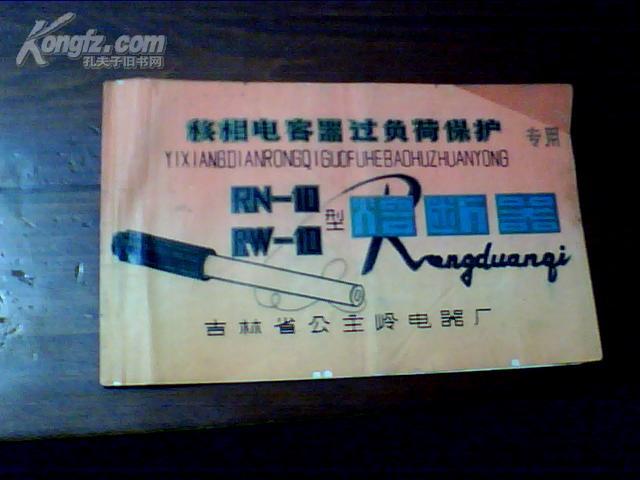 Kongfz.com
孔夫子旧书网
移相电容器过负荷保护 专用
YIXIANGDIANRONGQIGUOFUHEBAOHUZHUANYONG
RN-10
RW-10 型 熔断器
Rongduanqi
吉林省公主岭电器厂